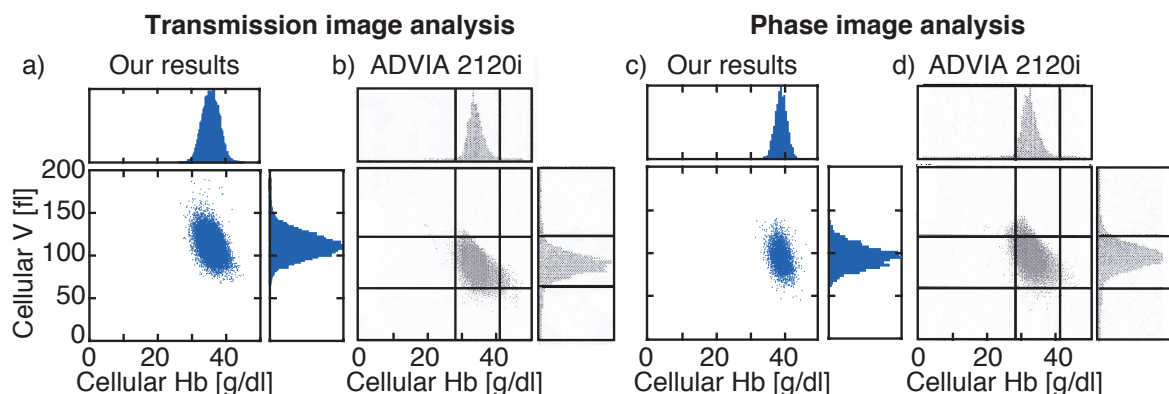 Transmission image analysis
Phase image analysis
a) Our results
b) ADVIA 2120i
c) Our results
d) ADVIA 2120i
Cellular V [fl]
200
150
100
50
0
0 20 40
0 20 40
0 20 40
0 20 40
Cellular Hb [g/dl]
Cellular Hb [g/dl]
Cellular Hb [g/dl]
Cellular Hb [g/dl]